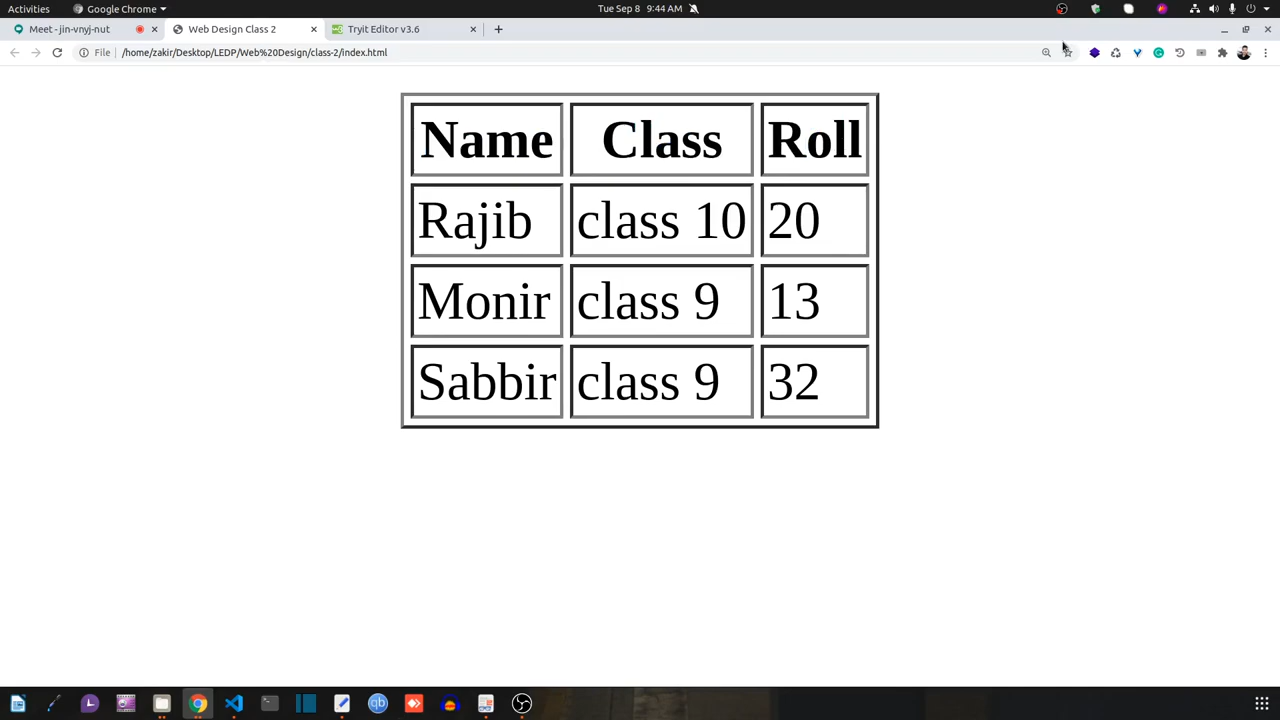 Activities Google Chrome Tue Sep 8 9:44 AM
Meet - jin-vnyj-nut Web Design Class 2 Tryit Editor v3.6
File /home/zakir/Desktop/LEDP/Web%20Design/class-2/index.html
Name Class Roll
Rajib class 10 20
Monir class 9 13
Sabbir class 9 32
qb